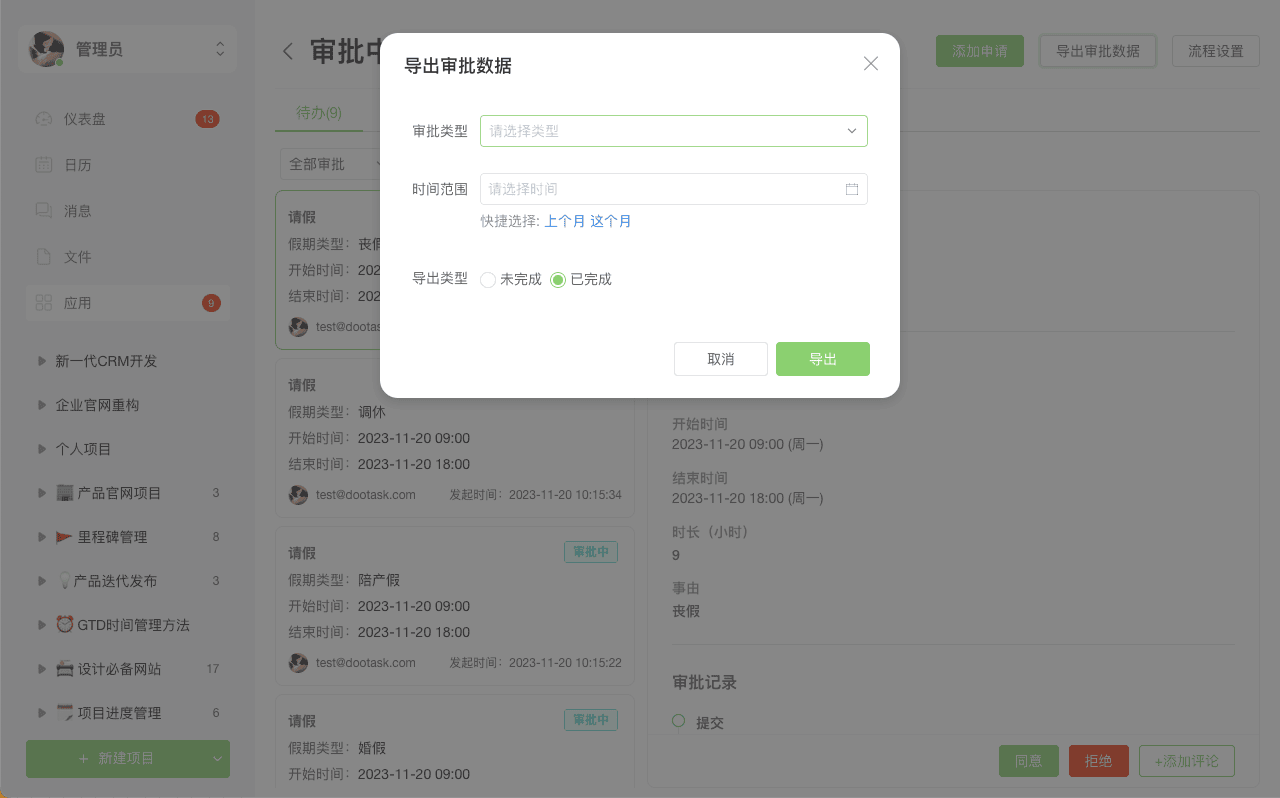 管理员
仪表盘 13
日历
消息
文件
应用 9
新一代CRM开发
企业官网重构
个人项目
产品官网项目 3
里程碑管理 8
产品迭代发布 3
GTD时间管理方法
设计必备网站 17
项目进度管理 6
+ 新建项目
审批中
添加申请
导出审批数据
流程设置
待办(9)
全部审批
请假
假期类型：丧假
开始时间：202
结束时间：202
test@dootas
请假
假期类型：调休
开始时间：2023-11-20 09:00
结束时间：2023-11-20 18:00
test@dootask.com 发起时间：2023-11-20 10:15:34
请假 审批中
假期类型：陪产假
开始时间：2023-11-20 09:00
结束时间：2023-11-20 18:00
test@dootask.com 发起时间：2023-11-20 10:15:22
请假 审批中
假期类型：婚假
开始时间：2023-11-20 09:00
导出审批数据
审批类型 请选择类型
时间范围 请选择时间
快捷选择: 上个月 这个月
导出类型 未完成 已完成
取消 导出
开始时间
2023-11-20 09:00 (周一)
结束时间
2023-11-20 18:00 (周一)
时长（小时）
9
事由
丧假
审批记录
提交
同意 拒绝 +添加评论